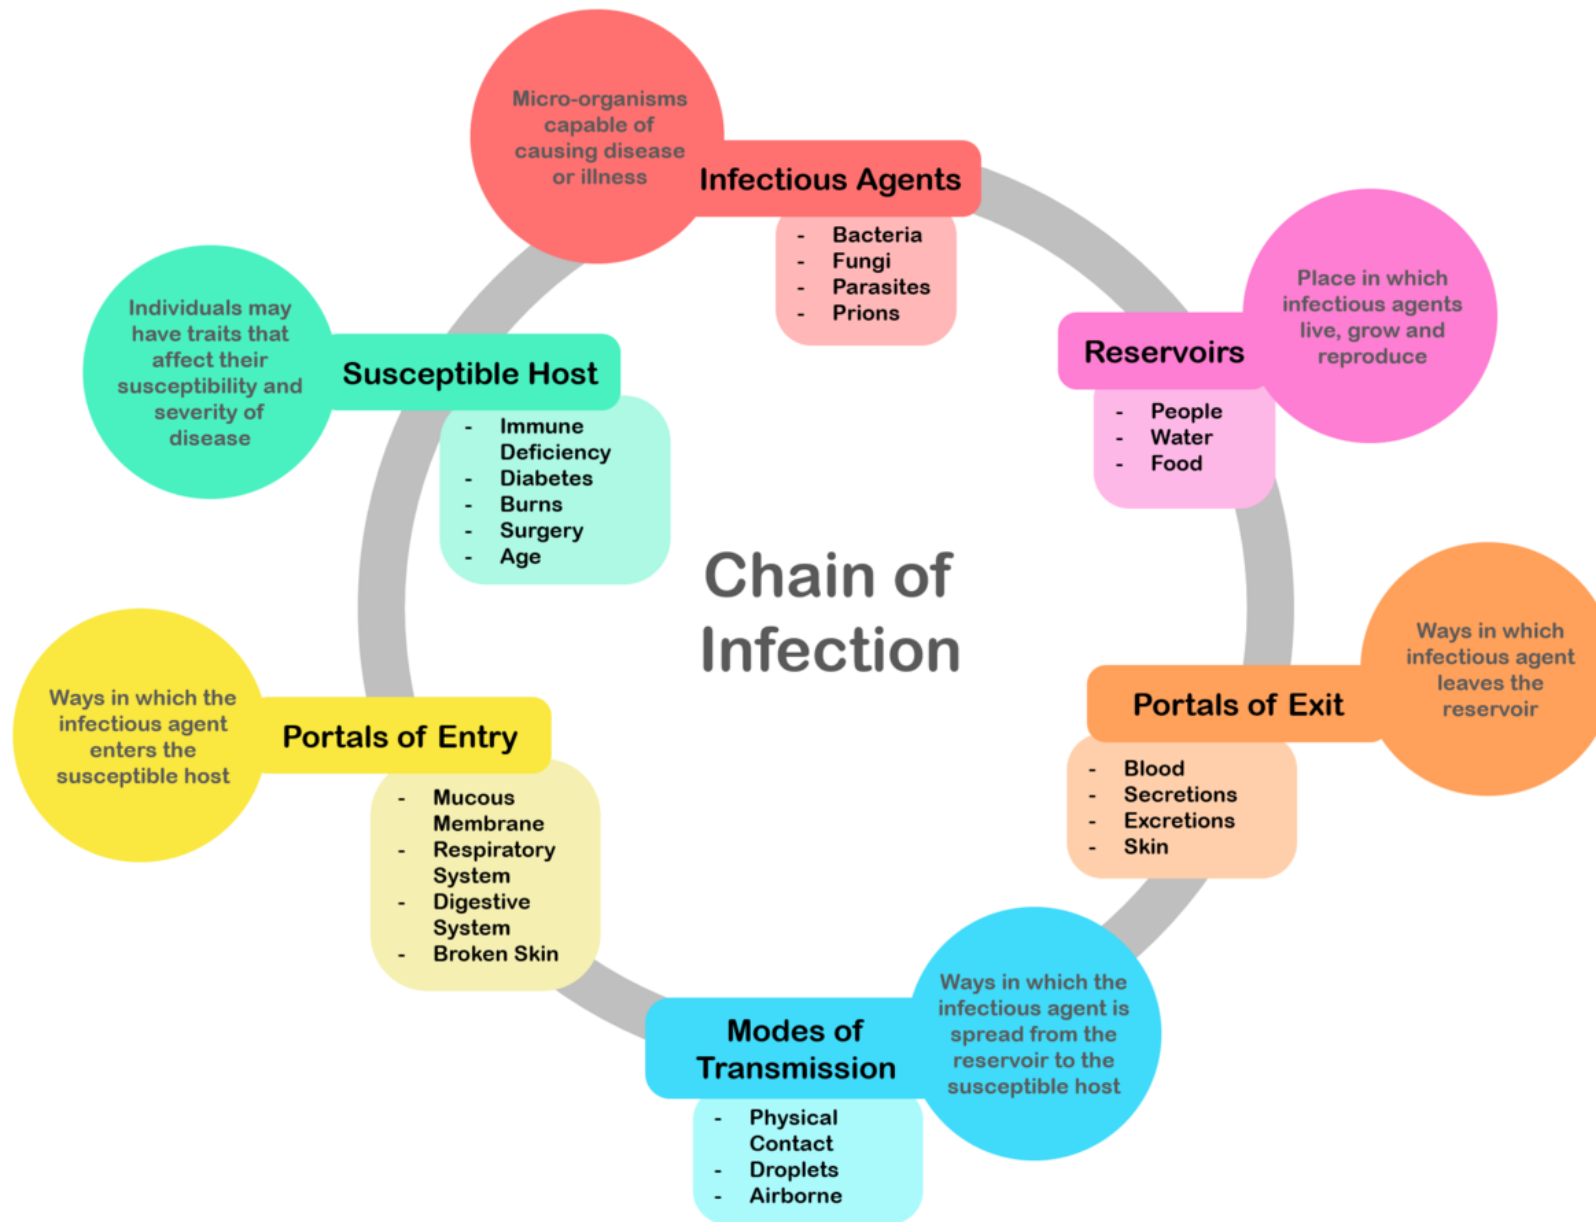 Micro-organisms
capable of
causing disease
or illness
Infectious Agents
- Bacteria
- Fungi
- Parasites
- Prions
Place in which
infectious agents
live, grow and
reproduce
Reservoirs
- People
- Water
- Food
Ways in which
infectious agent
leaves the
reservoir
Portals of Exit
- Blood
- Secretions
- Excretions
- Skin
Ways in which the
infectious agent is
spread from the
reservoir to the
susceptible host
Modes of
Transmission
- Physical
Contact
- Droplets
- Airborne
Ways in which the
infectious agent
enters the
susceptible host
Portals of Entry
- Mucous
Membrane
- Respiratory
System
- Digestive
System
- Broken Skin
Individuals may
have traits that
affect their
susceptibility and
severity of
disease
Susceptible Host
- Immune
Deficiency
- Diabetes
- Burns
- Surgery
- Age
Chain of
Infection